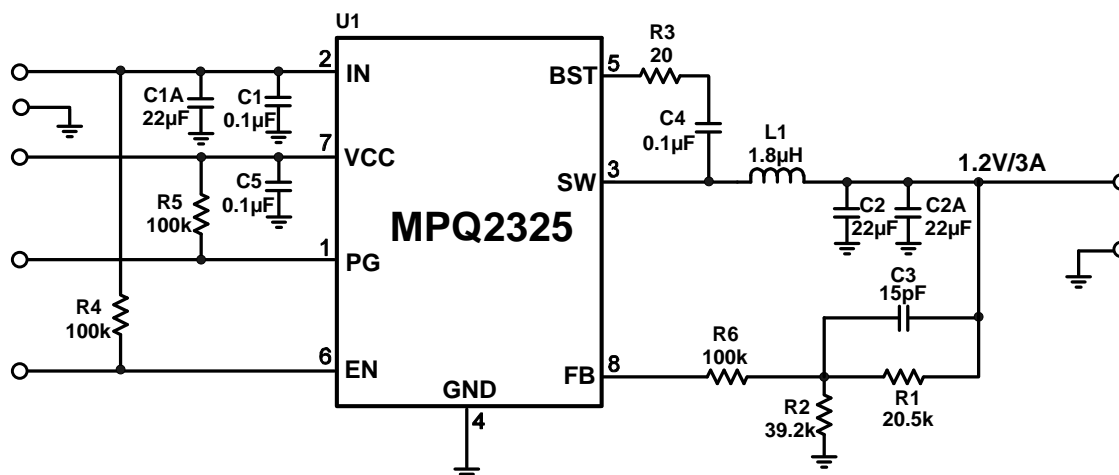 U1
2
IN
C1A
22µF
C1
0.1µF
7
VCC
C5
0.1µF
R5
100k
1
PG
R4
100k
6
EN
MPQ2325
GND
4
BST
5
R3
20
C4
0.1µF
3
SW
L1
1.8µH
1.2V/3A
C2
22µF
C2A
22µF
C3
15pF
8
FB
R6
100k
R2
39.2k
R1
20.5k